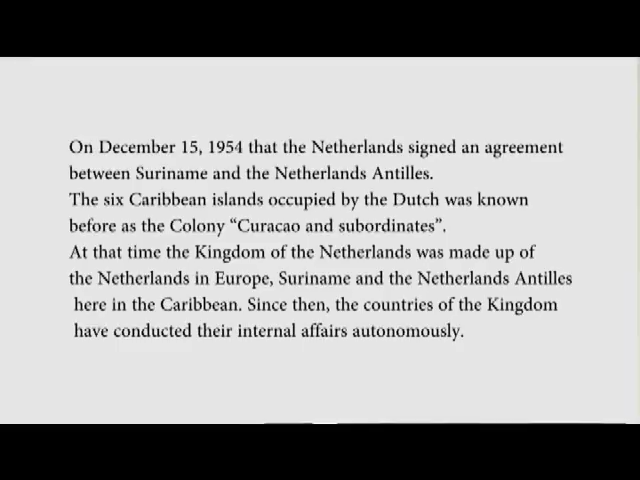 On December 15, 1954 that the Netherlands signed an agreement
between Suriname and the Netherlands Antilles.
The six Caribbean islands occupied by the Dutch was known
before as the Colony “Curacao and subordinates”.
At that time the Kingdom of the Netherlands was made up of
the Netherlands in Europe, Suriname and the Netherlands Antilles
here in the Caribbean. Since then, the countries of the Kingdom
have conducted their internal affairs autonomously.